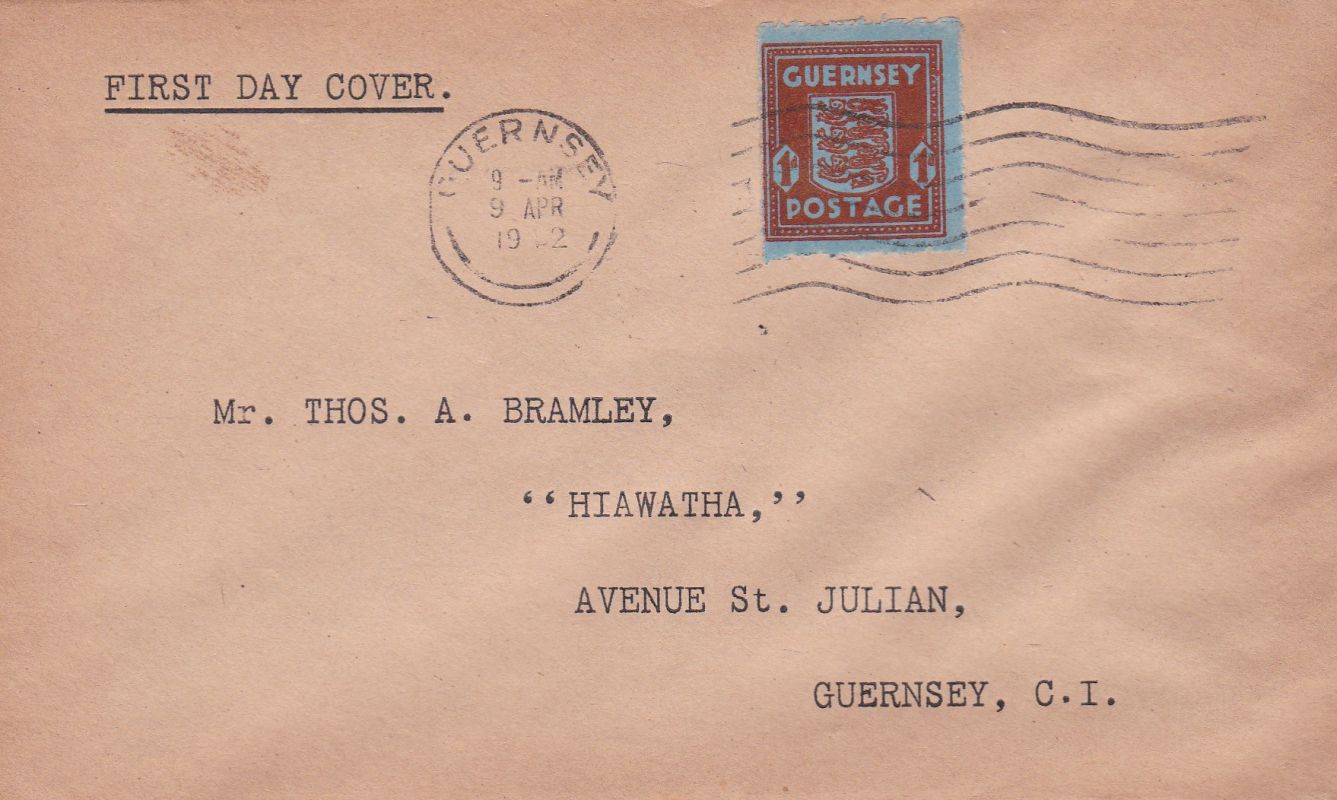 FIRST DAY COVER.
GUERNSEY
9 -AM
9 APR
GUERNSEY
1D 1D
POSTAGE
Mr. THOS. A. BRAMLEY,
‘‘HIAWATHA,’’
AVENUE St. JULIAN,
GUERNSEY, C.I.